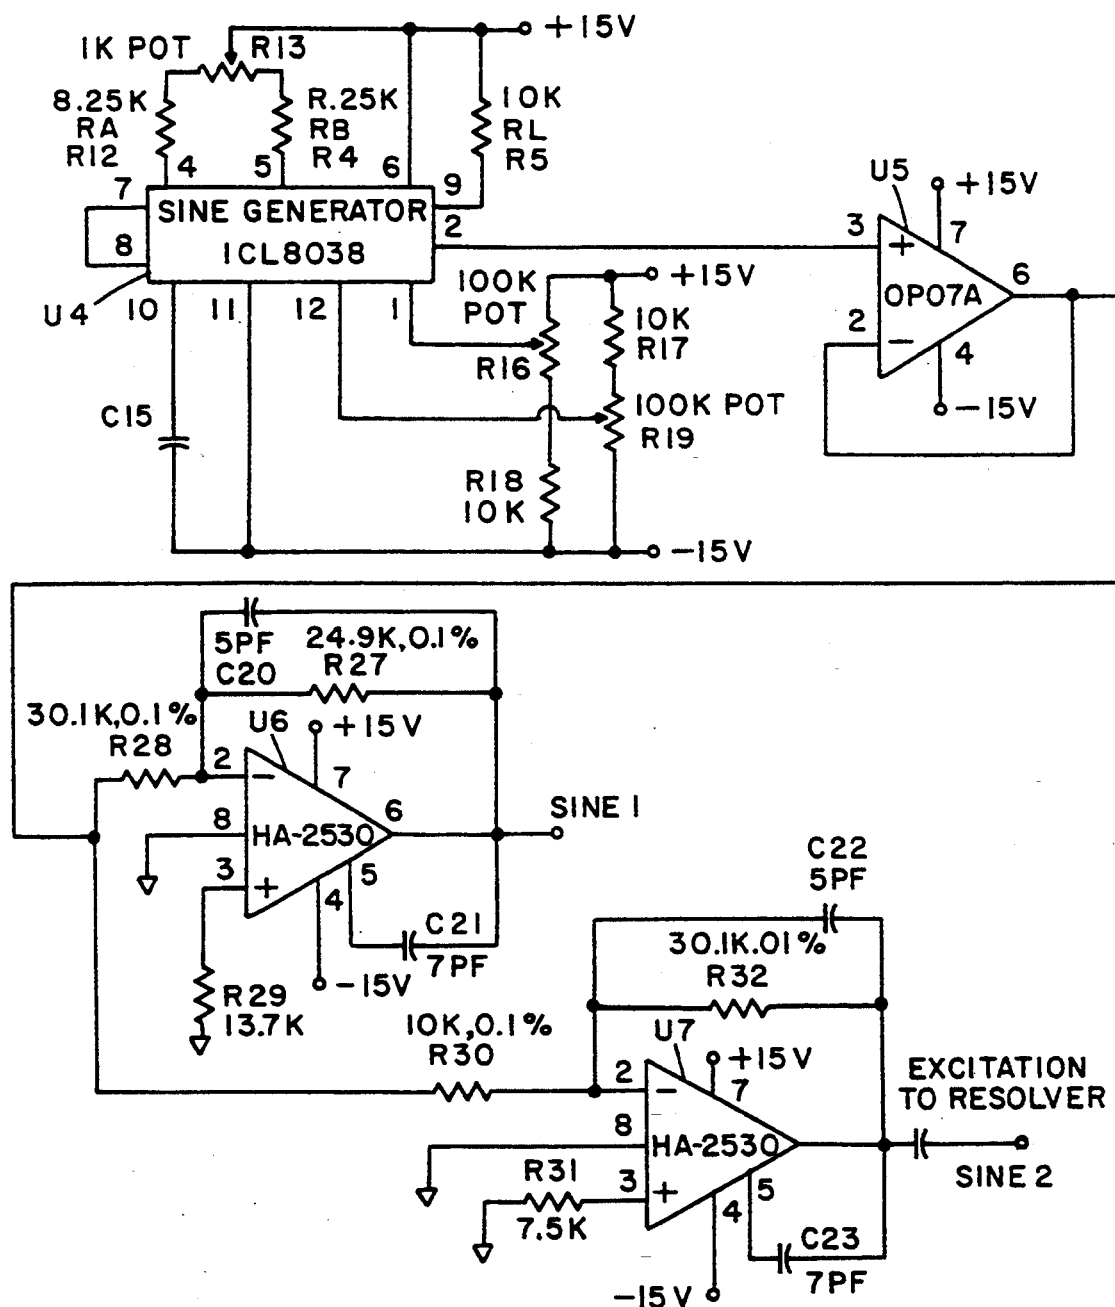 +15V
1K POT
R13
8.25K
RA
R12
R.25K
RB
R4
10K
RL
R5
4
5
6
7
9
SINE GENERATOR
2
8
ICL8038
U4
10
11
12
1
100K
POT
R16
+15V
10K
R17
100K POT
R19
C15
R18
10K
-15V
U5
+15V
3
+
7
OP07A
6
2
-
4
-15V
5PF
C20
24.9K,0.1%
R27
30.1K,0.1%
R28
U6
+15V
2
-
7
6
8
HA-2530
SINE 1
3
+
5
4
C21
7PF
R29
13.7K
-15V
C22
5PF
30.1K.01%
R32
10K,0.1%
R30
U7
+15V
2
-
7
EXCITATION
TO RESOLVER
8
HA-2530
SINE 2
R31
7.5K
3
+
5
4
C23
7PF
-15V